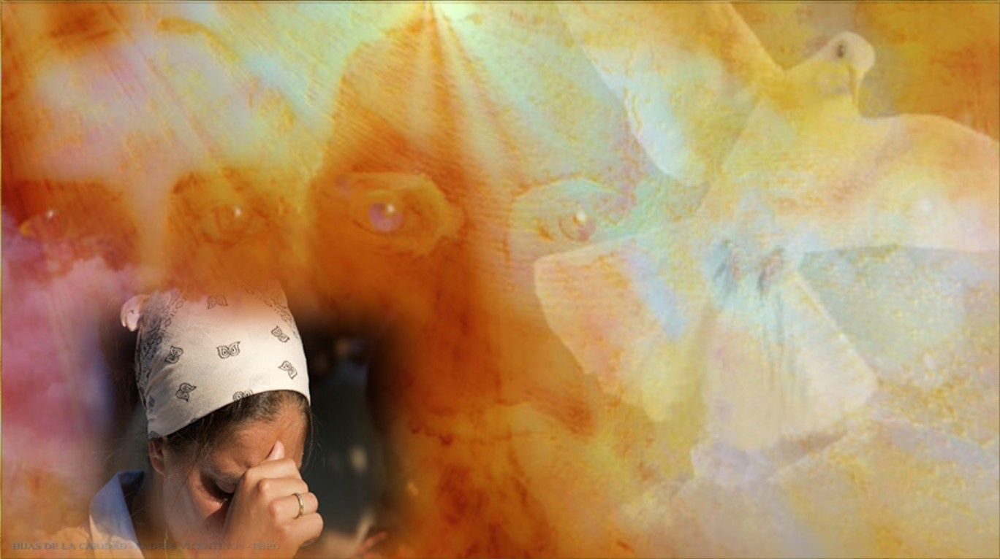 HIJAS DE LA CARIDAD - PADRES VICENTINOS -